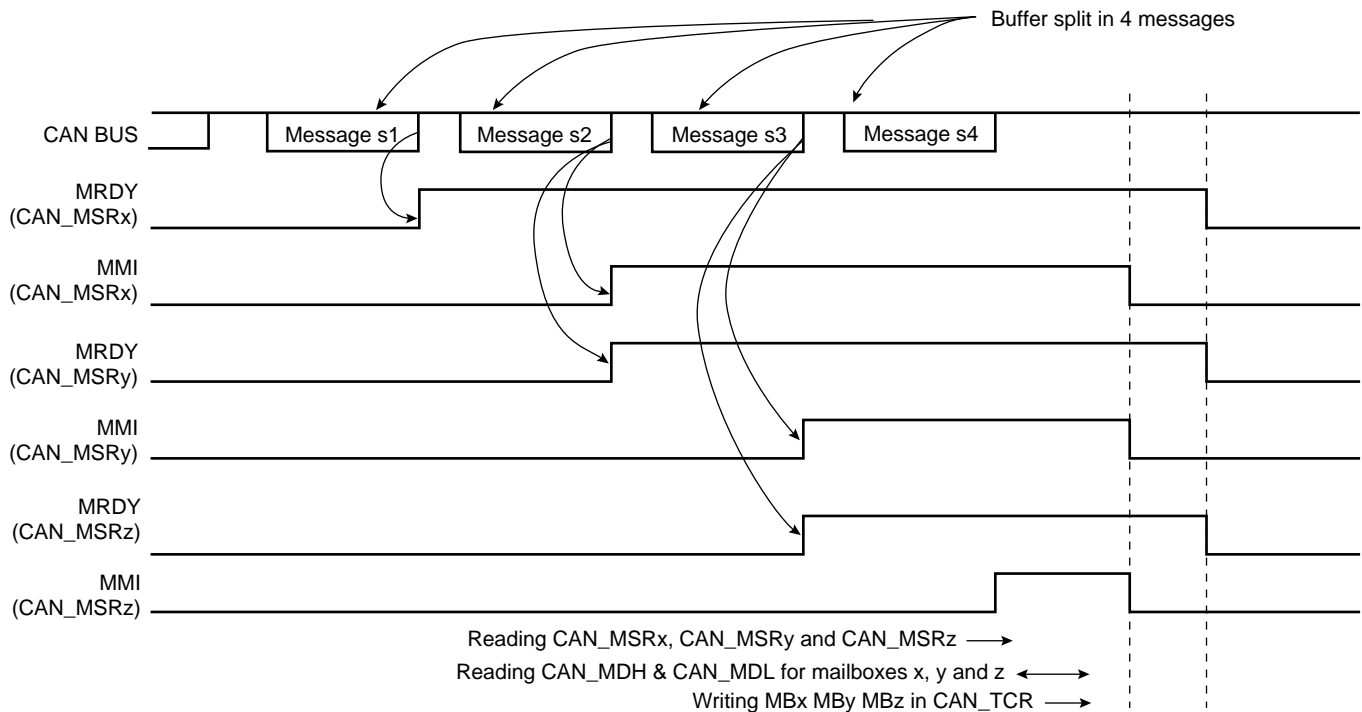 Buffer split in 4 messages
CAN BUS
Message s1
Message s2
Message s3
Message s4
MRDY
(CAN_MSRx)
MMI
(CAN_MSRx)
MRDY
(CAN_MSRy)
MMI
(CAN_MSRy)
MRDY
(CAN_MSRz)
MMI
(CAN_MSRz)
Reading CAN_MSRx, CAN_MSRy and CAN_MSRz
Reading CAN_MDH & CAN_MDL for mailboxes x, y and z
Writing MBx MBy MBz in CAN_TCR